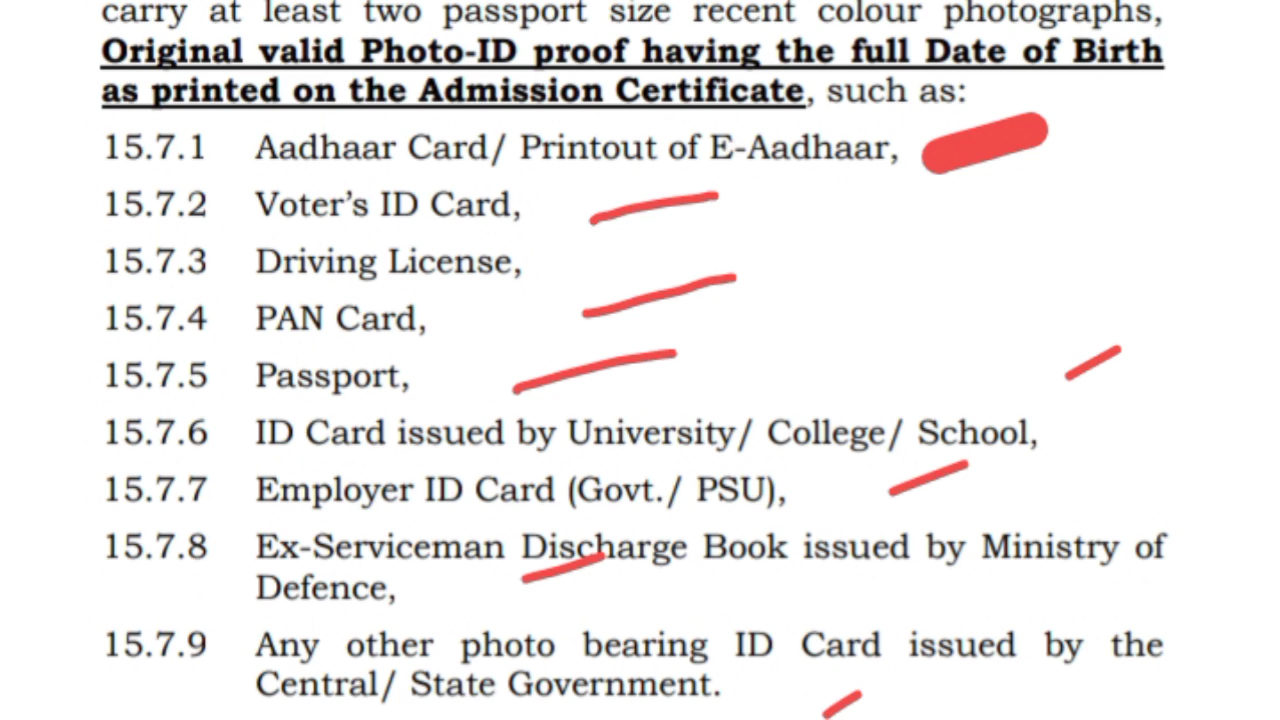 carry at least two passport size recent colour photographs,
Original valid Photo-ID proof having the full Date of Birth
as printed on the Admission Certificate, such as:
15.7.1 Aadhaar Card/ Printout of E-Aadhaar,
15.7.2 Voter's ID Card,
15.7.3 Driving License,
15.7.4 PAN Card,
15.7.5 Passport,
15.7.6 ID Card issued by University/ College/ School,
15.7.7 Employer ID Card (Govt./ PSU),
15.7.8 Ex-Serviceman Discharge Book issued by Ministry of
Defence,
15.7.9 Any other photo bearing ID Card issued by the
Central/ State Government.